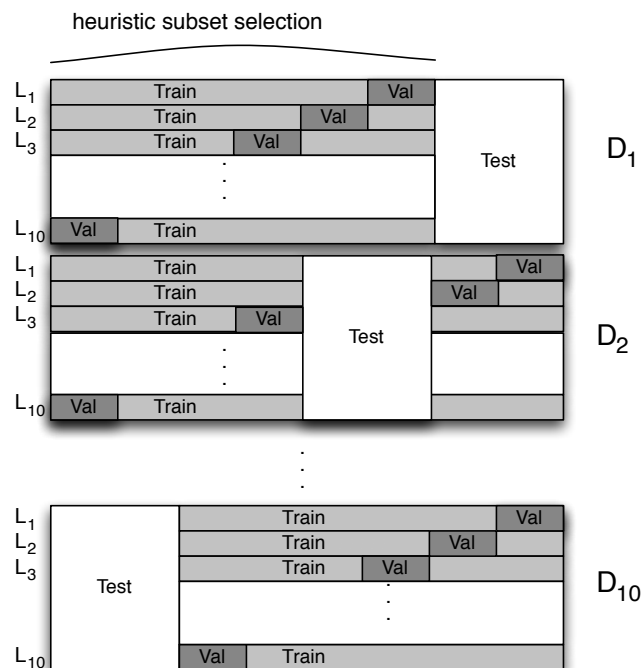 heuristic subset selection
L1 Train Val
L2 Train Val
L3 Train Val
Test
D1
.
.
.
L10 Val Train
L1 Train Val
L2 Train Val
L3 Train Val
Test
D2
.
.
.
L10 Val Train
.
.
.
L1 Train Val
L2 Train Val
L3 Train Val
Test
D10
.
.
.
L10 Val Train